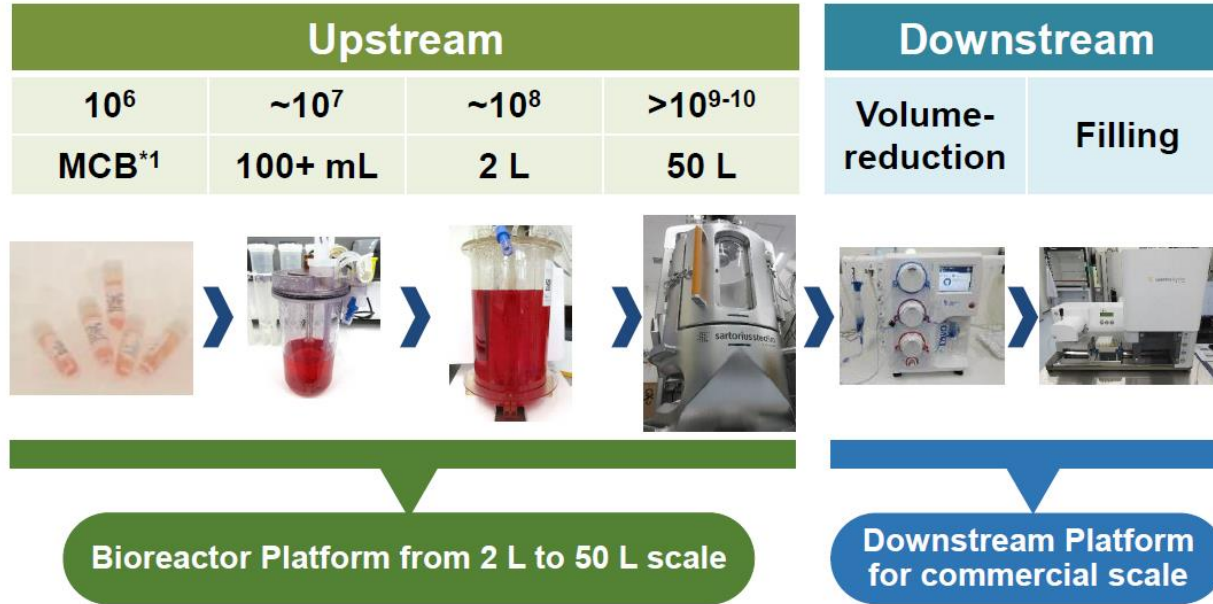 Upstream
Downstream
10⁶
~10⁷
~10⁸
>10⁹⁻¹⁰
MCB*¹
100+ mL
2 L
50 L
Volume-
reduction
Filling
sartorius stedim
Bioreactor Platform from 2 L to 50 L scale
Downstream Platform
for commercial scale